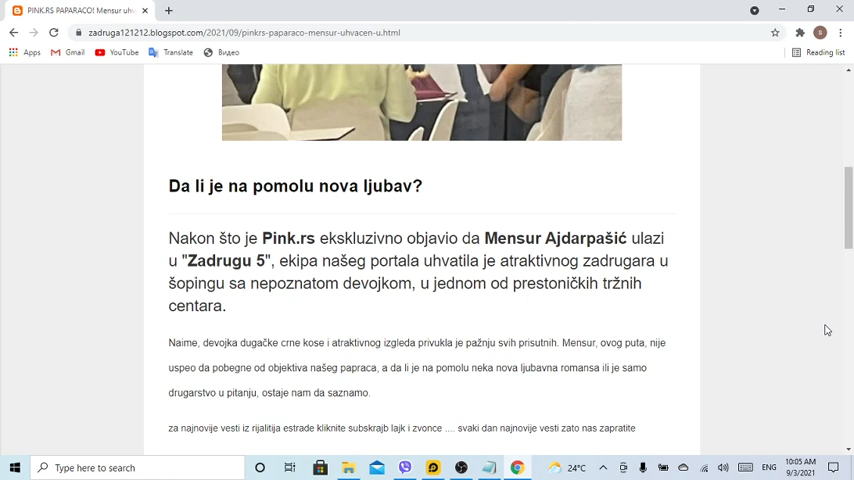 PINK.RS PAPARACO! Mensur uhv
zadruga121212.blogspot.com/2021/09/pinkrs-paparaco-mensur-uhvacen-u.html
Apps Gmail YouTube Translate Видео Reading list
Da li je na pomolu nova ljubav?
Nakon što je Pink.rs ekskluzivno objavio da Mensur Ajdarpašić ulazi
u "Zadrugu 5", ekipa našeg portala uhvatila je atraktivnog zadrugara u
šopingu sa nepoznatom devojkom, u jednom od prestoničkih tržnih
centara.
Naime, devojka dugačke crne kose i atraktivnog izgleda privukla je pažnju svih prisutnih. Mensur, ovog puta, nije
uspeo da pobegne od objektiva našeg papraca, a da li je na pomolu neka nova ljubavna romansa ili je samo
drugarstvo u pitanju, ostaje nam da saznamo.
za najnovije vesti iz rijalitija estrade kliknite subskrajb lajk i zvonce .... svaki dan najnovije vesti zato nas zapratite
Type here to search
24°C
ENG
10:05 AM
9/3/2021